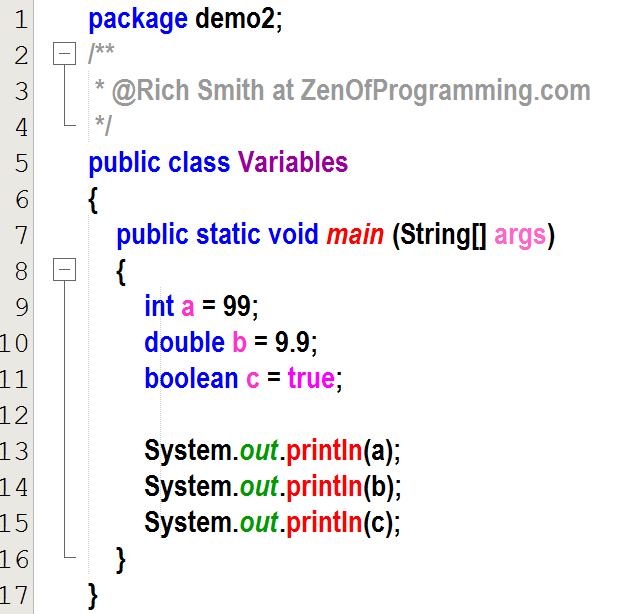 1 package demo2;
2 /**
3 * @Rich Smith at ZenOfProgramming.com
4 */
5 public class Variables
6 {
7 public static void main (String[] args)
8 {
9 int a = 99;
10 double b = 9.9;
11 boolean c = true;
12
13 System.out.println(a);
14 System.out.println(b);
15 System.out.println(c);
16 }
17 }